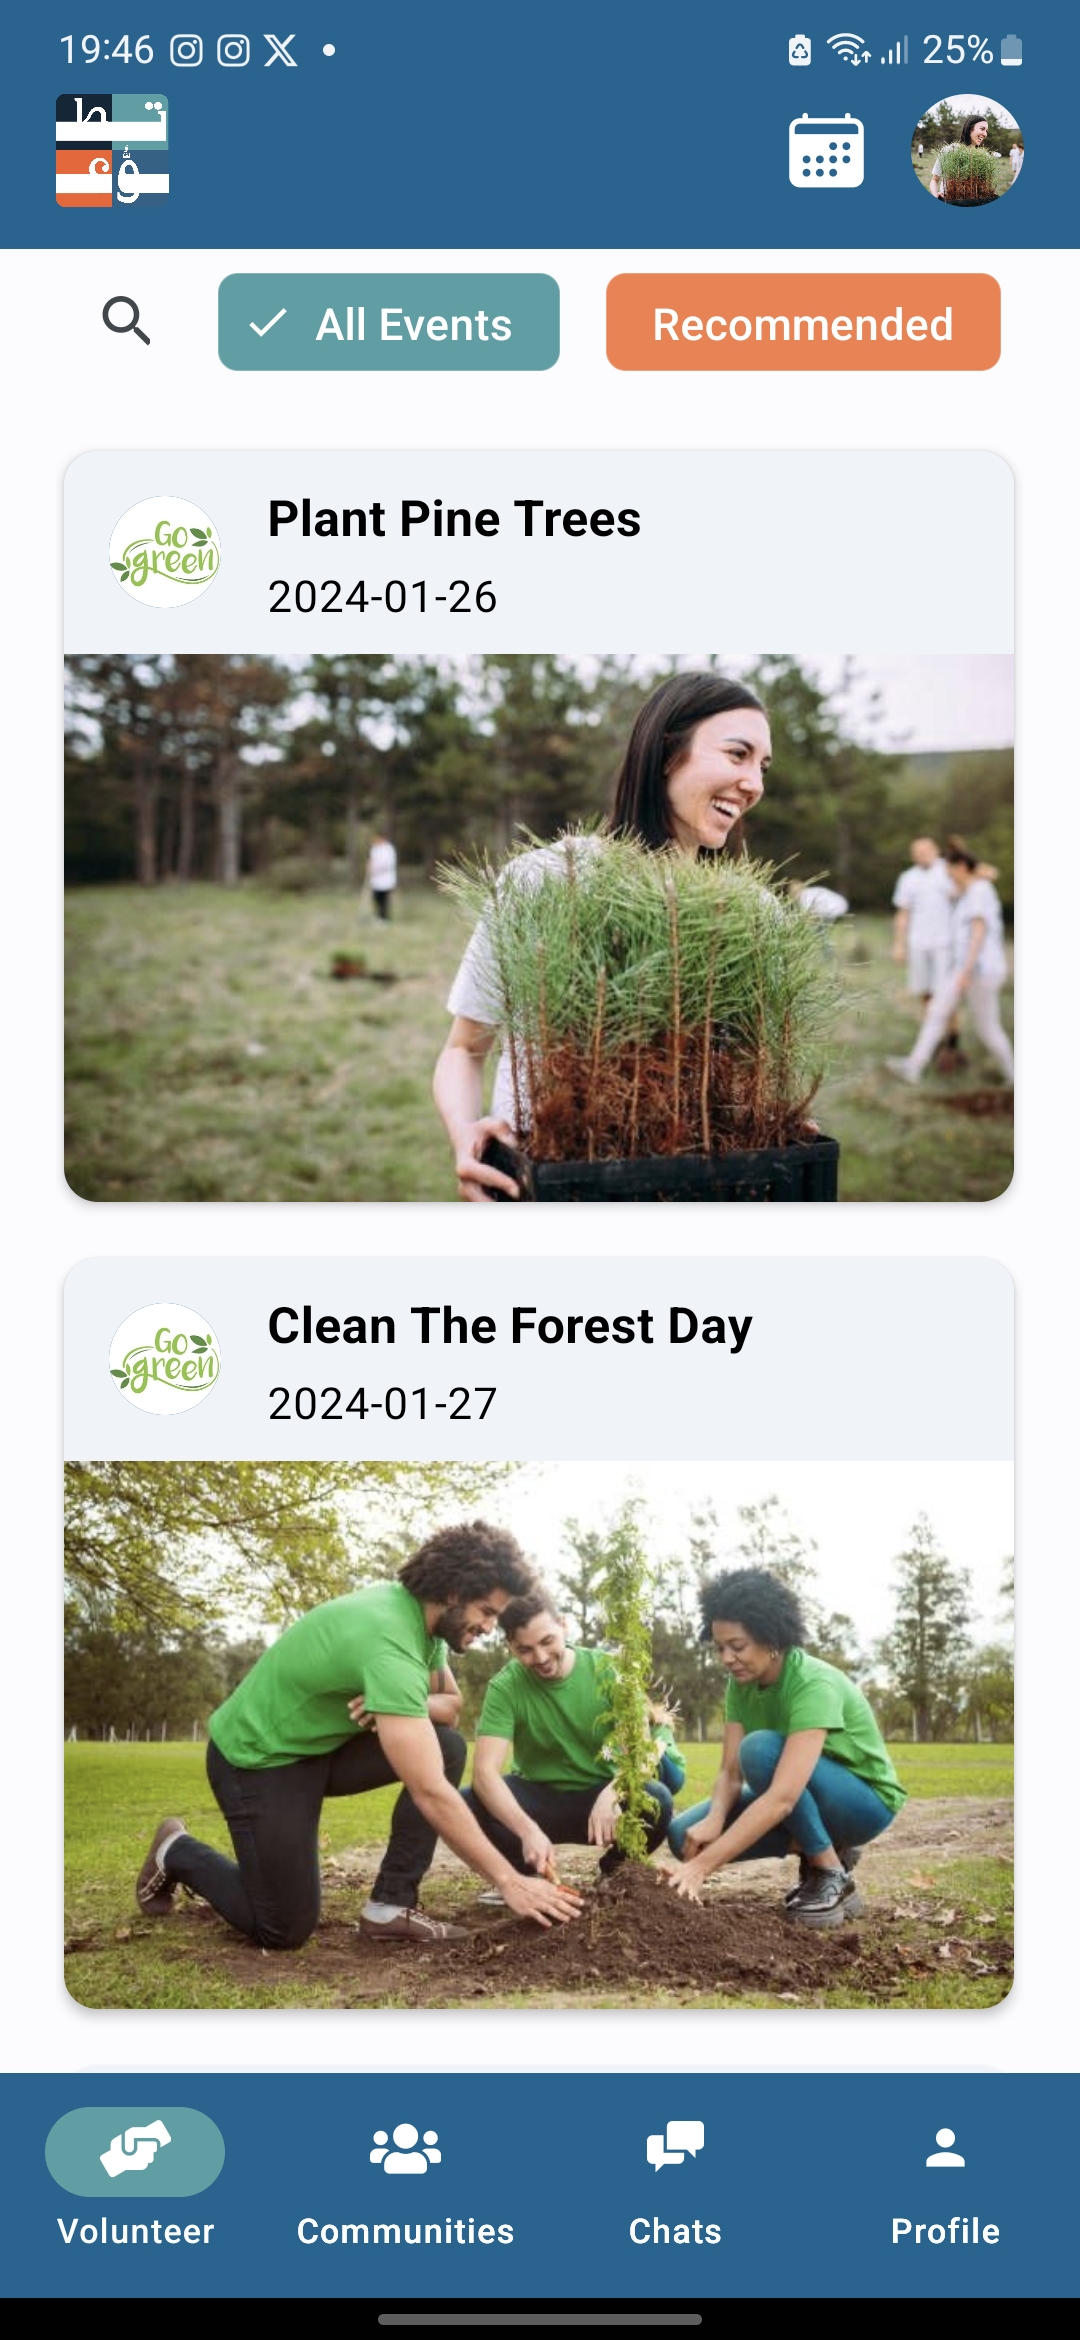 19:46
25%
All Events
Recommended
Go green
Plant Pine Trees
2024-01-26
Go green
Clean The Forest Day
2024-01-27
Volunteer
Communities
Chats
Profile